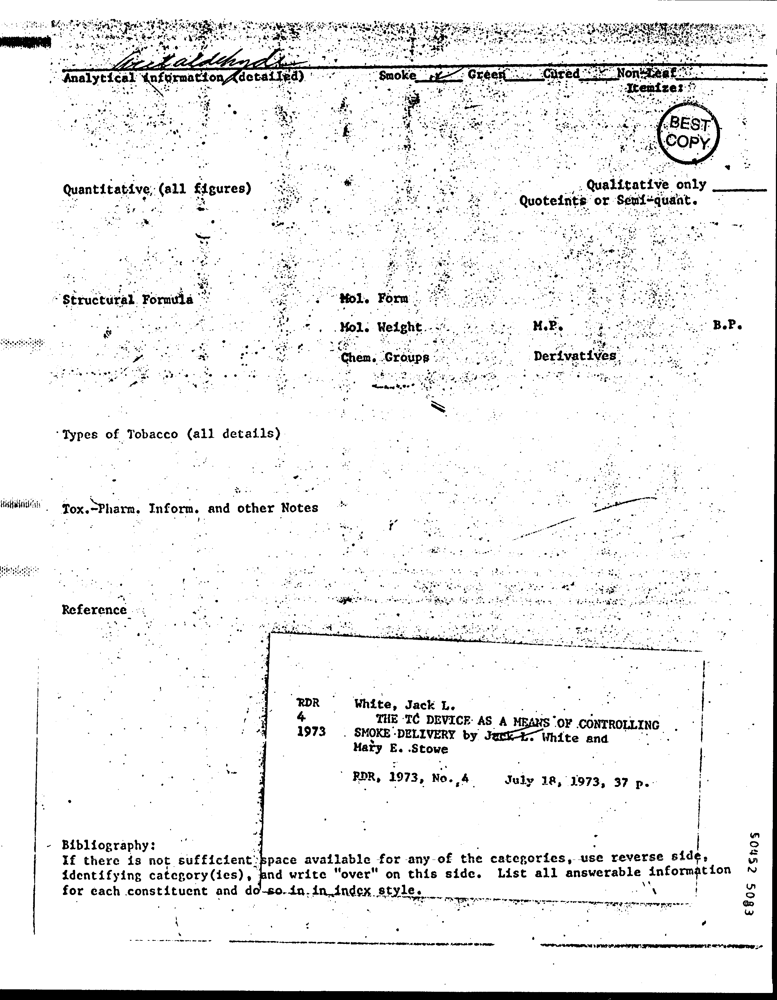 Acetaldehyde
Analytical information (detailed) Smoke ✓ Green Cured Non-Leaf
Itemize:
BEST
COPY
Quantitative (all figures) Qualitative only
Quoteints or Semi-quant.
Structural Formula Mol. Form
Mol. Weight M.P. B.P.
Chem. Groups Derivatives
Types of Tobacco (all details)
Tox.-Pharm. Inform. and other Notes
Reference
RDR White, Jack L.
4 THE TC DEVICE AS A MEANS OF CONTROLLING
1973 SMOKE DELIVERY by Jack L. White and
Mary E. Stowe
RDR, 1973, No. 4 July 18, 1973, 37 p.
Bibliography:
If there is not sufficient space available for any of the categories, use reverse side,
identifying category(ies), and write "over" on this side. List all answerable information
for each constituent and do so in in index style.
50452 5083